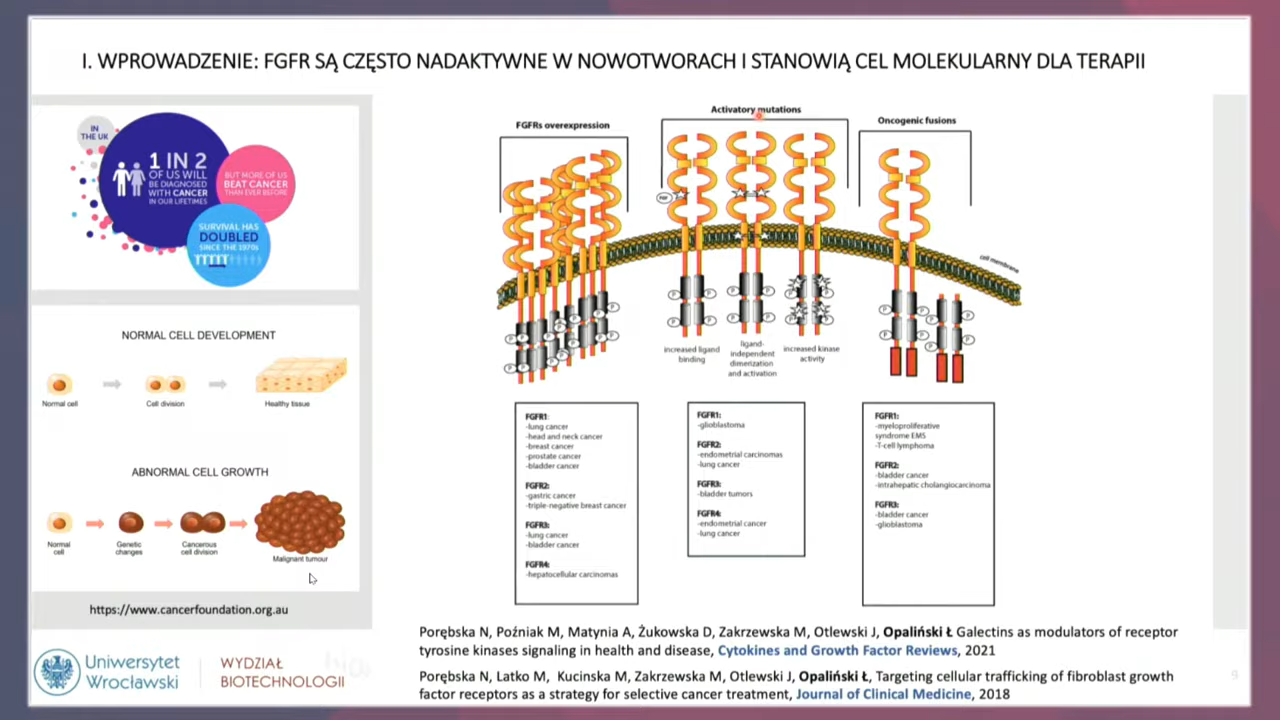 I. WPROWADZENIE: FGFR SĄ CZĘSTO NADAKTYWNE W NOWOTWORACH I STANOWIĄ CEL MOLEKULARNY DLA TERAPII
IN
THE UK
1 IN 2
OF US WILL
BE DIAGNOSED
WITH CANCER
IN OUR LIFETIMES
BUT MORE OF US
BEAT CANCER
THAN EVER BEFORE
SURVIVAL HAS
DOUBLED
SINCE THE 1970s
NORMAL CELL DEVELOPMENT
Normal cell
Cell division
Healthy tissue
ABNORMAL CELL GROWTH
Normal
cell
Genetic
changes
Cancerous
cell division
Malignant tumour
https://www.cancerfoundation.org.au
FGFRs overexpression
Activatory mutations
Oncogenic fusions
cell membrane
increased ligand
binding
ligand-
independent
dimerization
and activation
increased kinase
activity
FGFR1:
-lung cancer
-head and neck cancer
-breast cancer
-prostate cancer
-bladder cancer
FGFR2:
-gastric cancer
-triple-negative breast cancer
FGFR3:
-lung cancer
-bladder cancer
FGFR4:
-hepatocellular carcinomas
FGFR1:
-glioblastoma
FGFR2:
-endometrial carcinomas
-lung cancer
FGFR3:
-bladder tumors
FGFR4:
-endometrial cancer
-lung cancer
FGFR1:
-myeloproliferative
syndrome EMS
-T-cell lymphoma
FGFR2:
-bladder cancer
-intrahepatic cholangiocarcinoma
FGFR3:
-bladder cancer
-glioblastoma
Porębska N, Poźniak M, Matynia A, Żukowska D, Zakrzewska M, Otlewski J, Opaliński Ł Galectins as modulators of receptor
tyrosine kinases signaling in health and disease, Cytokines and Growth Factor Reviews, 2021
Porębska N, Latko M, Kucinska M, Zakrzewska M, Otlewski J, Opaliński Ł, Targeting cellular trafficking of fibroblast growth
factor receptors as a strategy for selective cancer treatment, Journal of Clinical Medicine, 2018
Uniwersytet
Wrocławski
WYDZIAŁ
BIOTECHNOLOGII
9